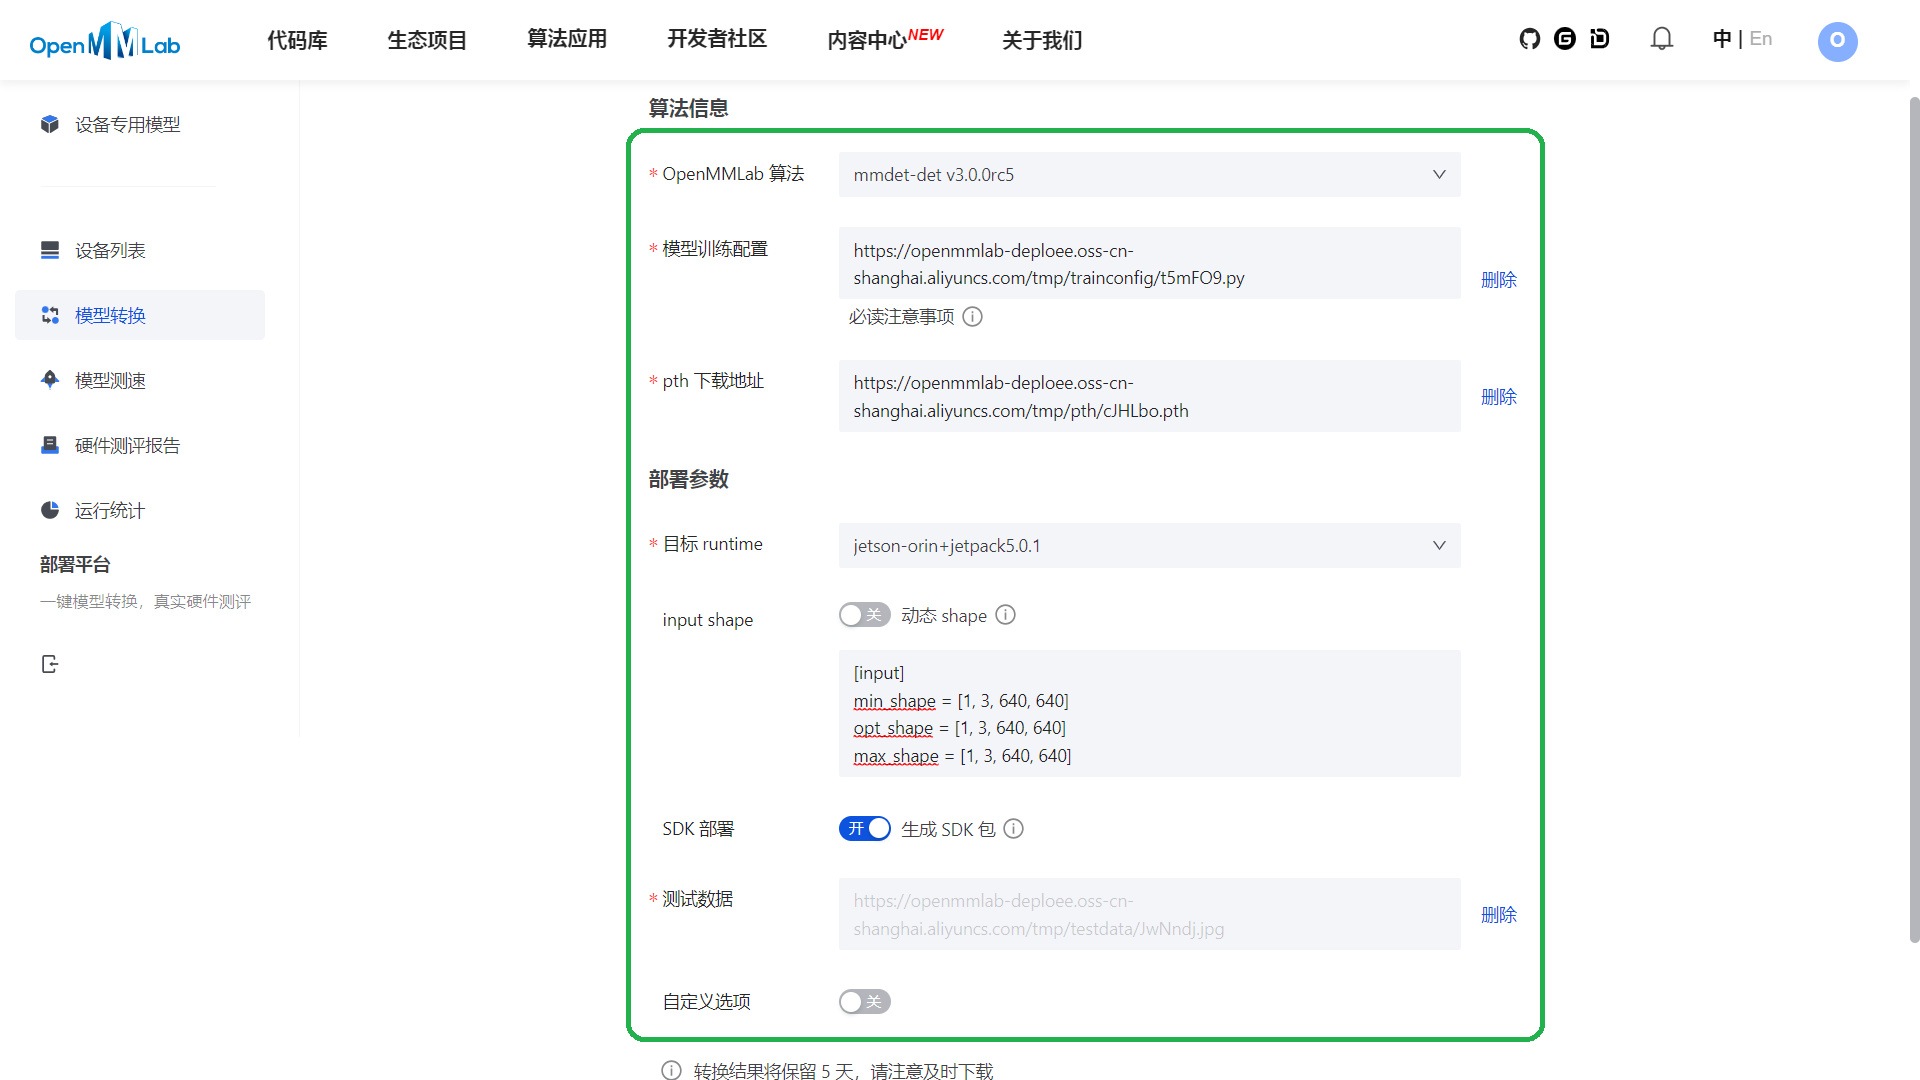 OpenMMLab
代码库
生态项目
算法应用
开发者社区
内容中心NEW
关于我们
中 | En
O
设备专用模型
设备列表
模型转换
模型测速
硬件测评报告
运行统计
部署平台
一键模型转换，真实硬件测评
算法信息
* OpenMMLab 算法
mmdet-det v3.0.0rc5
* 模型训练配置
https://openmmlab-deploee.oss-cn-
shanghai.aliyuncs.com/tmp/trainconfig/t5mFO9.py
删除
必读注意事项
* pth 下载地址
https://openmmlab-deploee.oss-cn-
shanghai.aliyuncs.com/tmp/pth/cJHLbo.pth
删除
部署参数
* 目标 runtime
jetson-orin+jetpack5.0.1
input shape
关 动态 shape
[input]
min_shape = [1, 3, 640, 640]
opt_shape = [1, 3, 640, 640]
max_shape = [1, 3, 640, 640]
SDK 部署
开 生成 SDK 包
* 测试数据
https://openmmlab-deploee.oss-cn-
shanghai.aliyuncs.com/tmp/testdata/JwNndj.jpg
删除
自定义选项
关
转换结果将保留 5 天，请注意及时下载